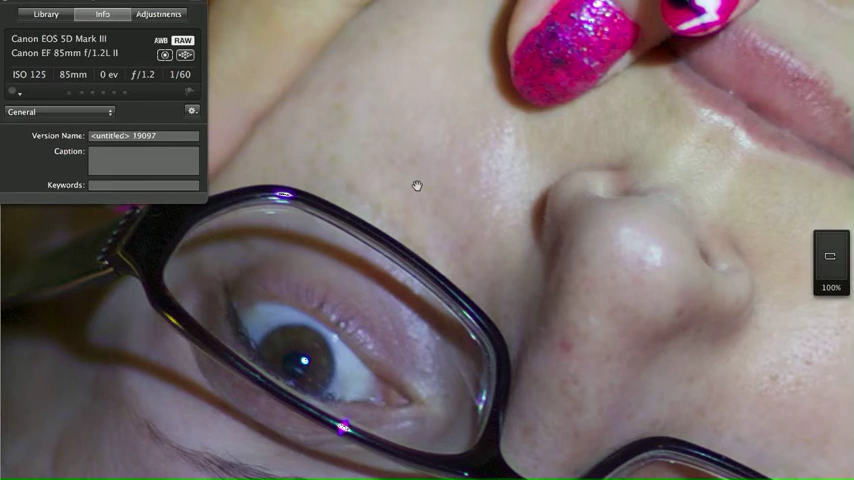 Library Info Adjustments
Canon EOS 5D Mark III AWB RAW
Canon EF 85mm f/1.2L II
ISO 125 85mm 0 ev ƒ/1.2 1/60
General
Version Name: <untitled> 19097
Caption:
Keywords:
100%